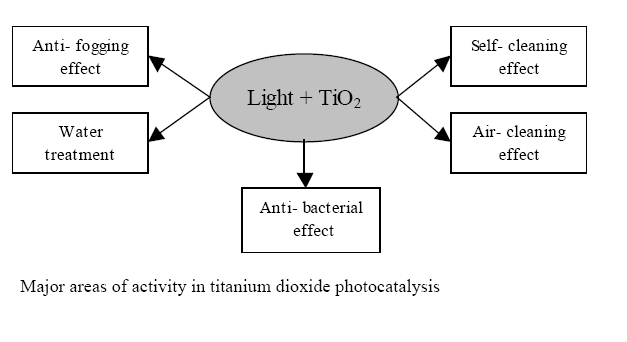 Anti- fogging
effect
Self- cleaning
effect
Light + TiO₂
Water
treatment
Air- cleaning
effect
Anti- bacterial
effect
Major areas of activity in titanium dioxide photocatalysis